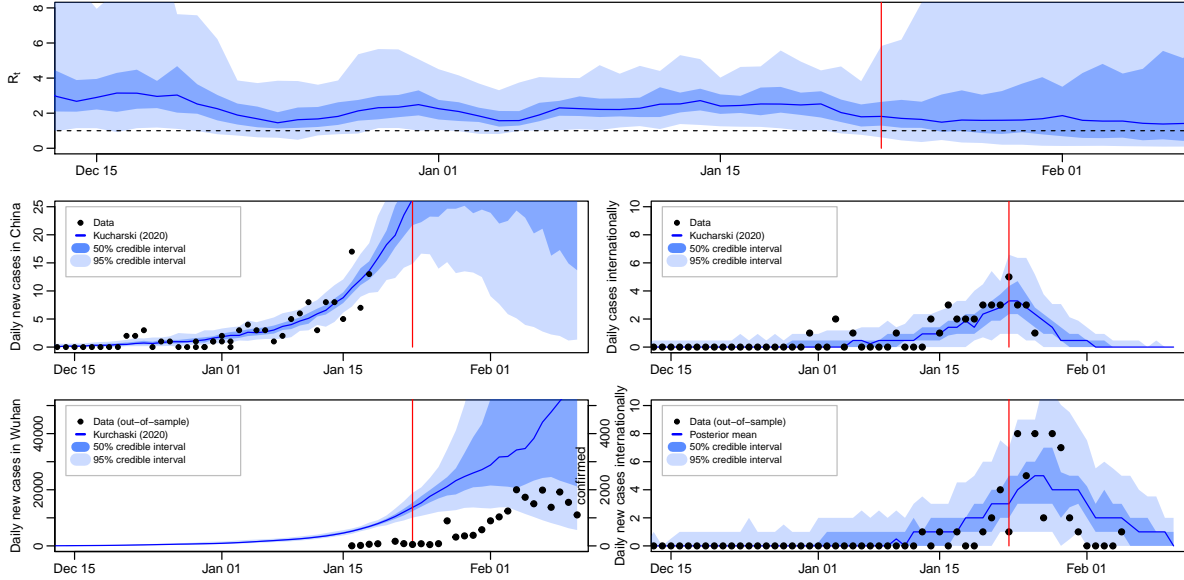 R_t
0 2 4 6 8
Dec 15 Jan 01 Jan 15 Feb 01
Daily new cases in China
0 5 10 15 20 25
Data
Kucharski (2020)
50% credible interval
95% credible interval
Dec 15 Jan 01 Jan 15 Feb 01
Daily cases internationally
0 2 4 6 8 10
Data
Kucharski (2020)
50% credible interval
95% credible interval
Dec 15 Jan 01 Jan 15 Feb 01
Daily new cases in Wuhan
0 20000 40000
Data (out−of−sample)
Kurchaski (2020)
50% credible interval
95% credible interval
0 2000 4000
confirmed
Dec 15 Jan 01 Jan 15 Feb 01
Daily new cases internationally
0 2 4 6 8 10
Data (out−of−sample)
Posterior mean
50% credible interval
95% credible interval
Dec 15 Jan 01 Jan 15 Feb 01